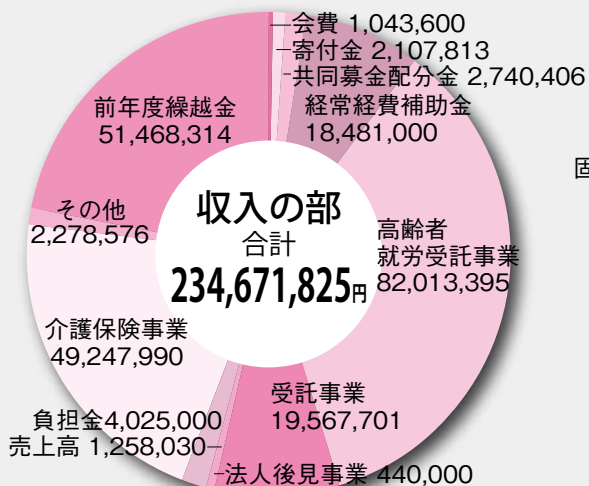 会費 1,043,600
寄付金 2,107,813
共同募金配分金 2,740,406
経常経費補助金
18,481,000
高齢者
就労受託事業
82,013,395
受託事業
19,567,701
法人後見事業 440,000
売上高 1,258,030
負担金4,025,000
介護保険事業
49,247,990
その他
2,278,576
前年度繰越金
51,468,314
収入の部
合計
234,671,825円
固